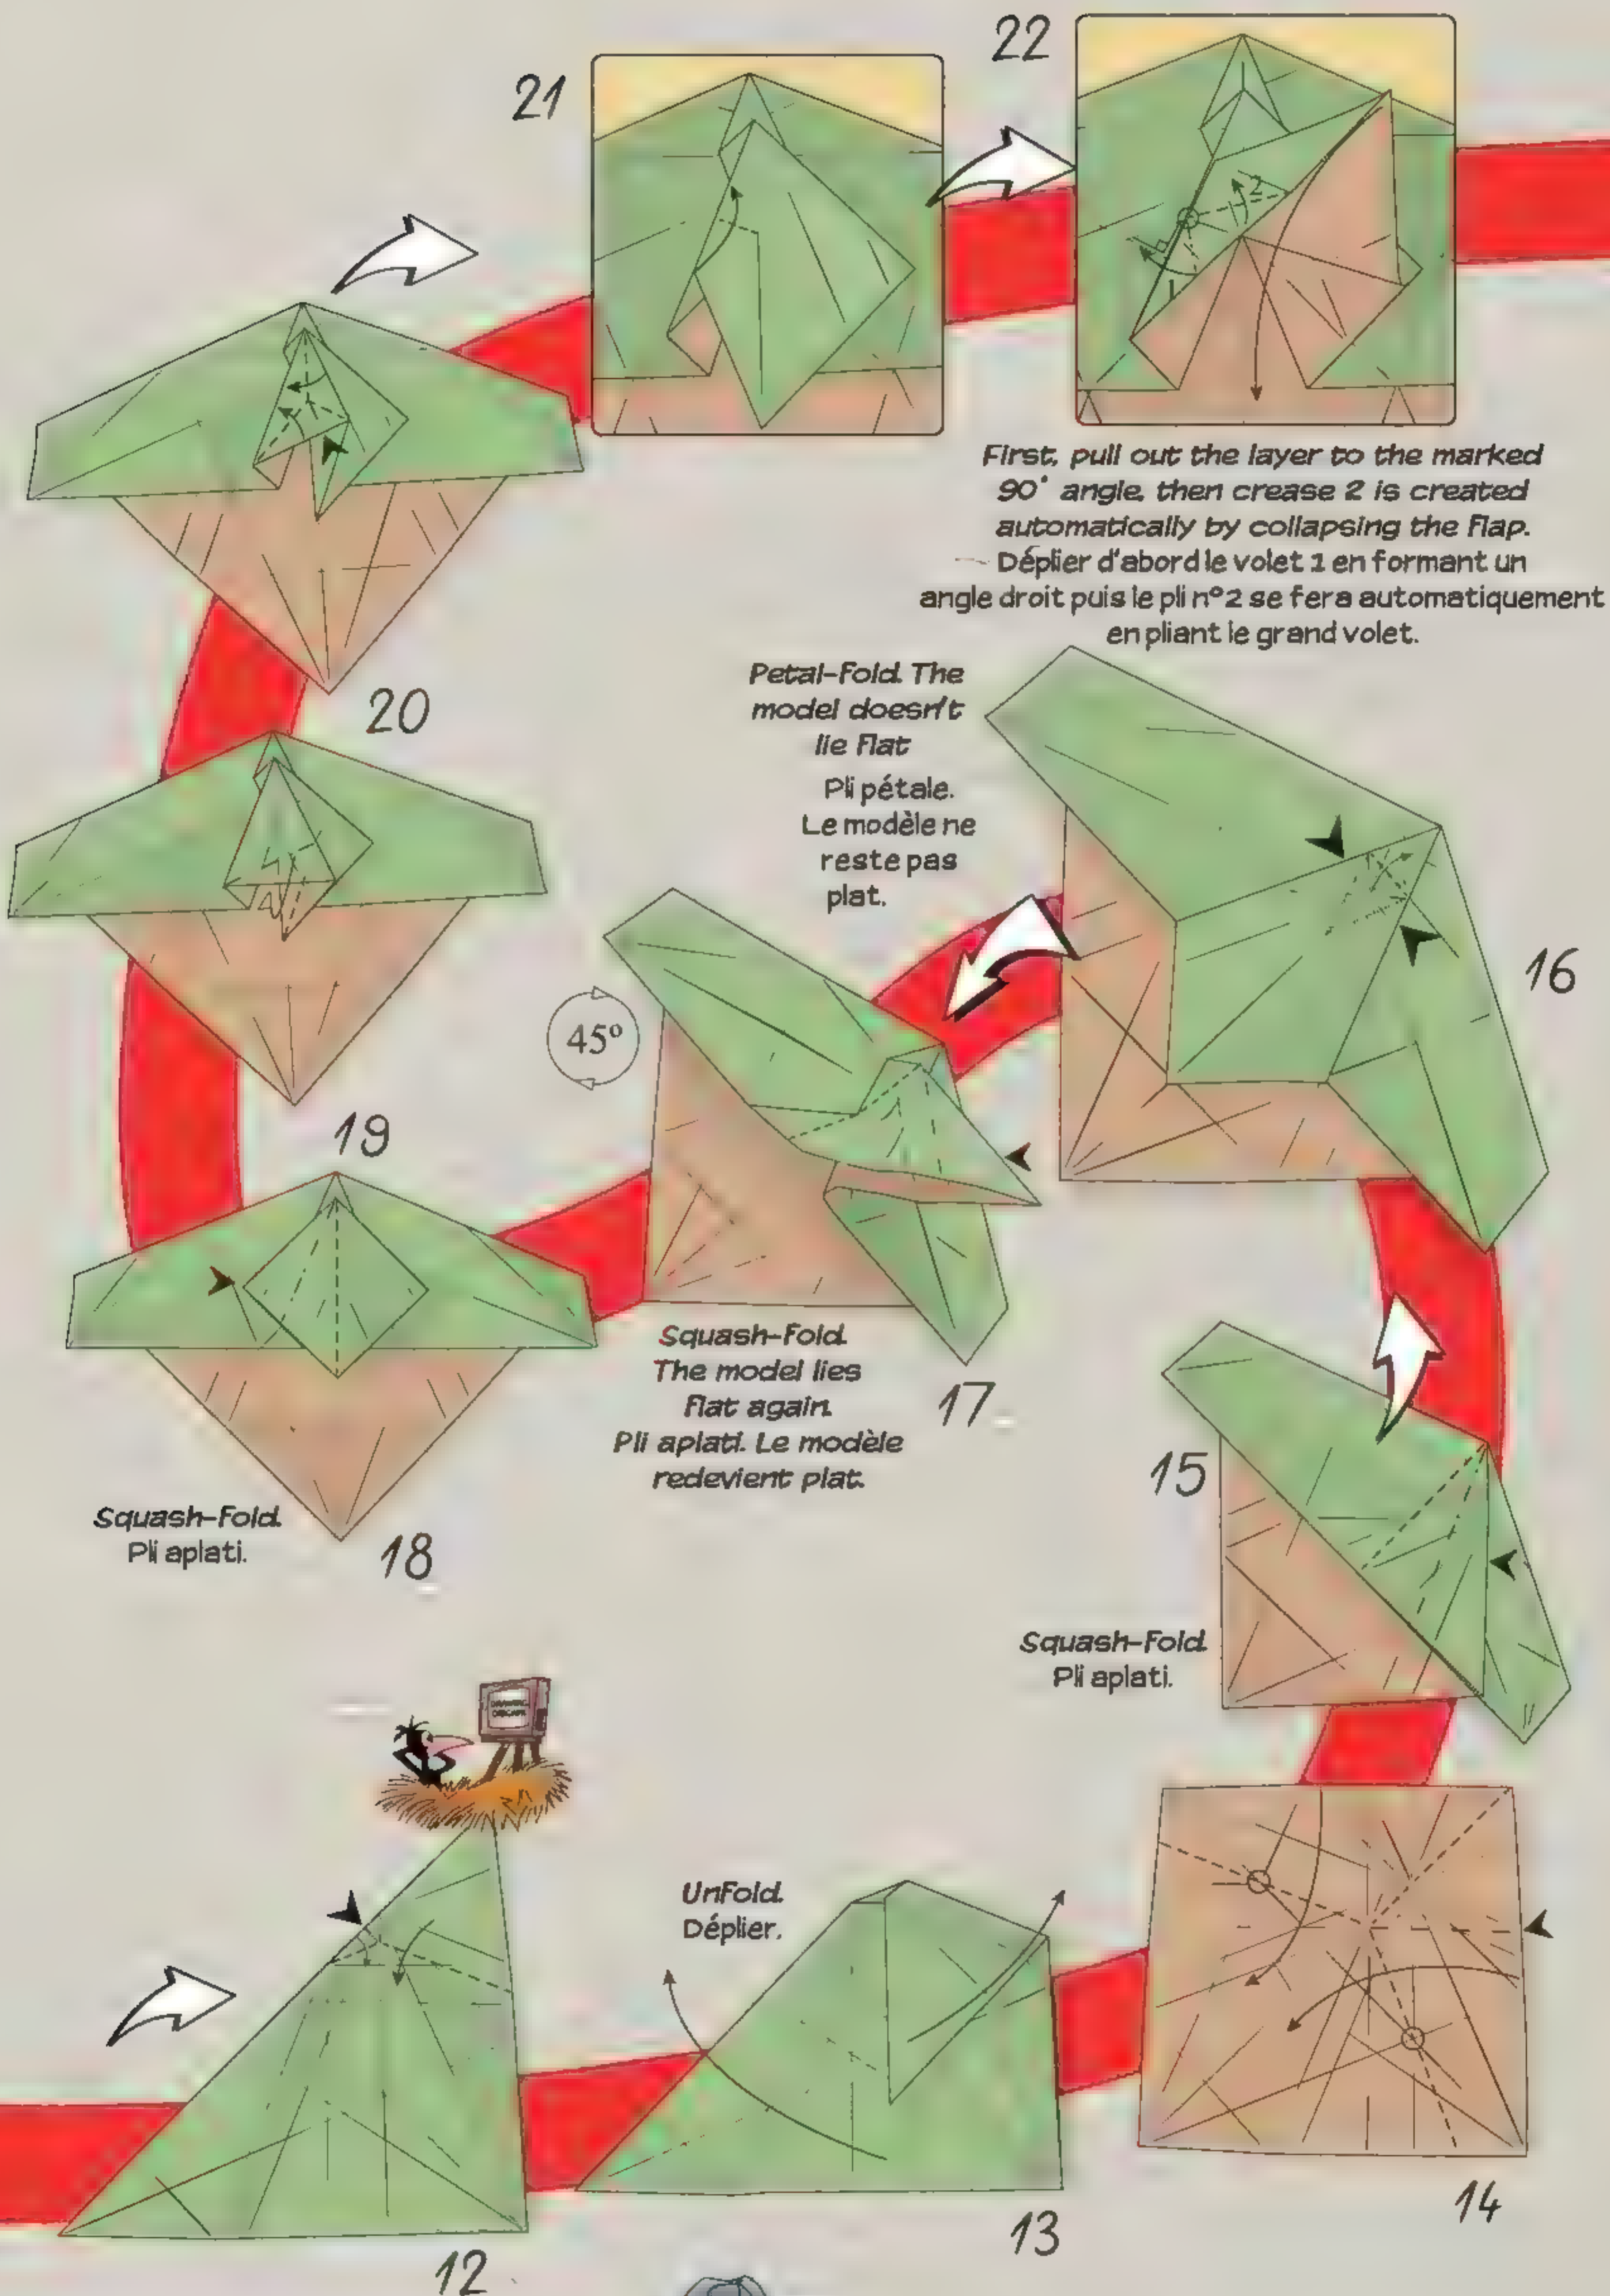 21
22
First, pull out the layer to the marked
90° angle, then crease 2 is created
automatically by collapsing the flap.
Déplier d'abord le volet 1 en formant un
angle droit puis le pli n°2 se fera automatiquement
en pliant le grand volet.
2
1
20
Petal-Fold. The
model doesn't
lie flat
Pli pétale.
Le modèle ne
reste pas
plat.
16
45°
19
Squash-Fold.
The model lies
flat again.
Pli aplati. Le modèle
redevient plat.
17
15
Squash-Fold.
Pli aplati.
18
Squash-Fold.
Pli aplati.
UnFold.
Déplier.
14
13
12